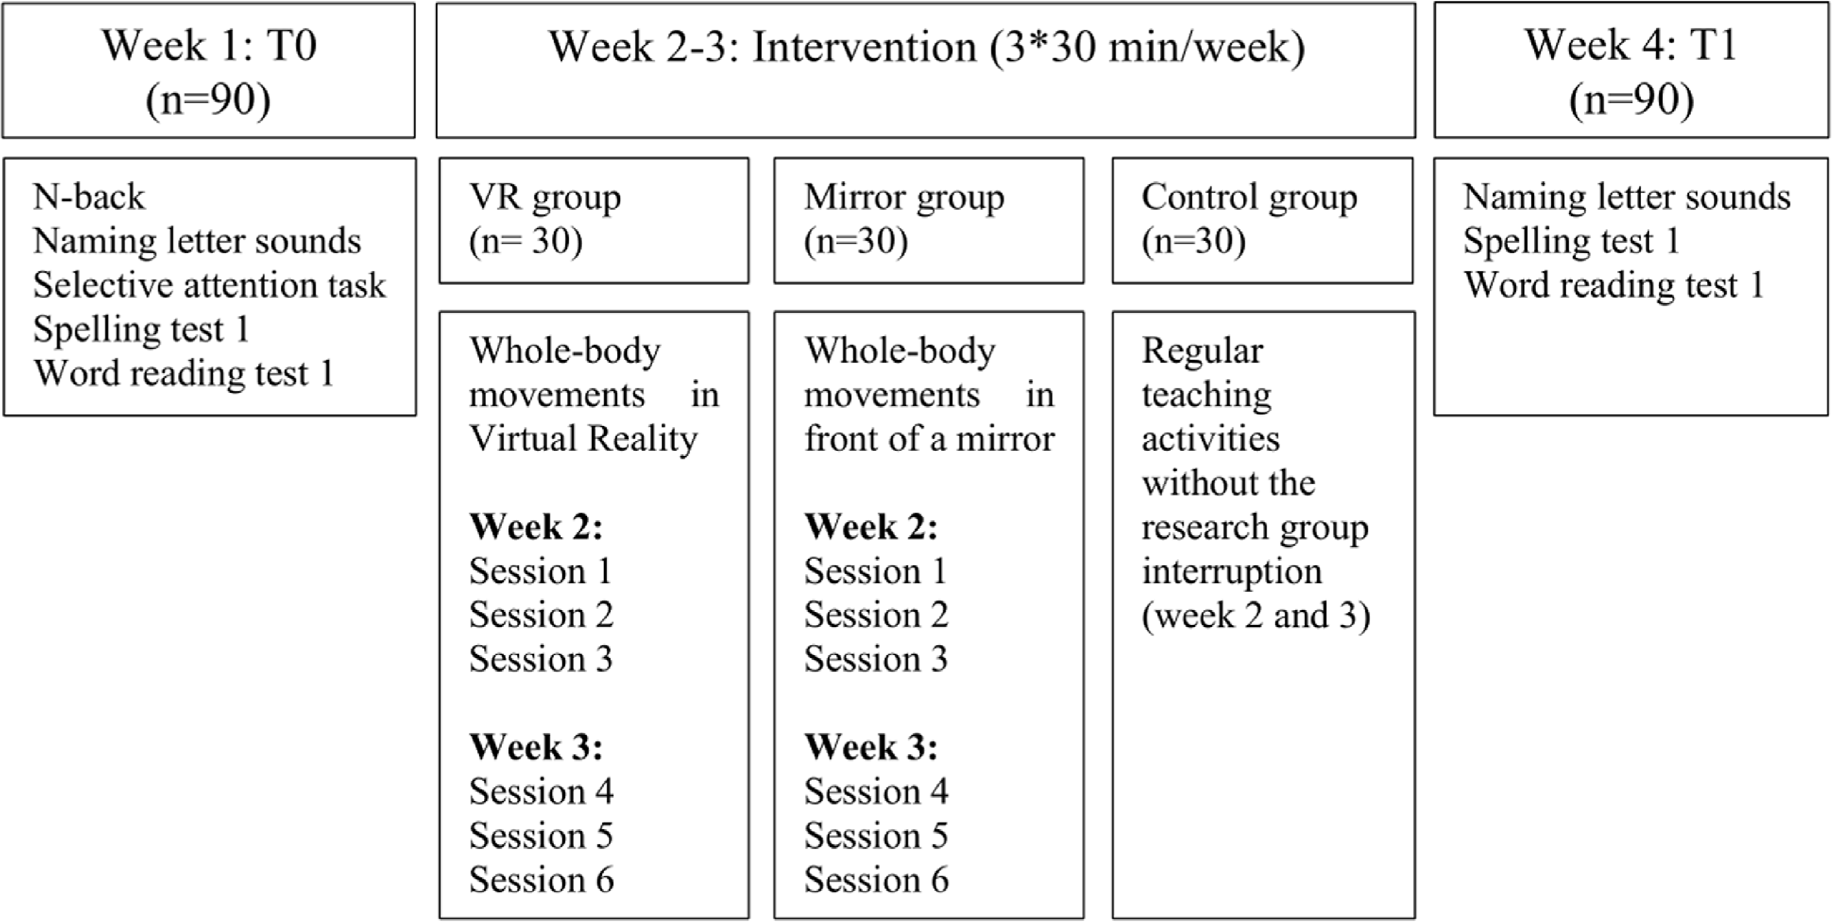 Week 1: T0
(n=90)
Week 2-3: Intervention (3*30 min/week)
Week 4: T1
(n=90)
N-back
Naming letter sounds
Selective attention task
Spelling test 1
Word reading test 1
VR group
(n= 30)
Whole-body
movements in
Virtual Reality
Week 2:
Session 1
Session 2
Session 3
Week 3:
Session 4
Session 5
Session 6
Mirror group
(n=30)
Whole-body
movements in
front of a mirror
Week 2:
Session 1
Session 2
Session 3
Week 3:
Session 4
Session 5
Session 6
Control group
(n=30)
Regular
teaching
activities
without the
research group
interruption
(week 2 and 3)
Naming letter sounds
Spelling test 1
Word reading test 1